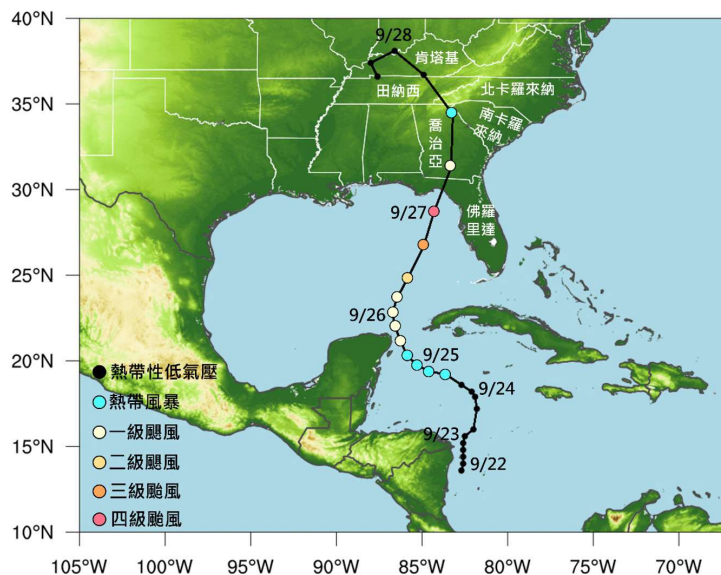 40°N
35°N
30°N
25°N
20°N
15°N
10°N
9/28
肯塔基
田納西
北卡羅來納
南卡羅
來納
喬治亞
佛羅
里達
9/27
9/26
9/25
9/24
9/23
9/22
熱帶性低氣壓
熱帶風暴
一級颶風
二級颶風
三級颱風
四級颱風
105°W
100°W
95°W
90°W
85°W
80°W
75°W
70°W